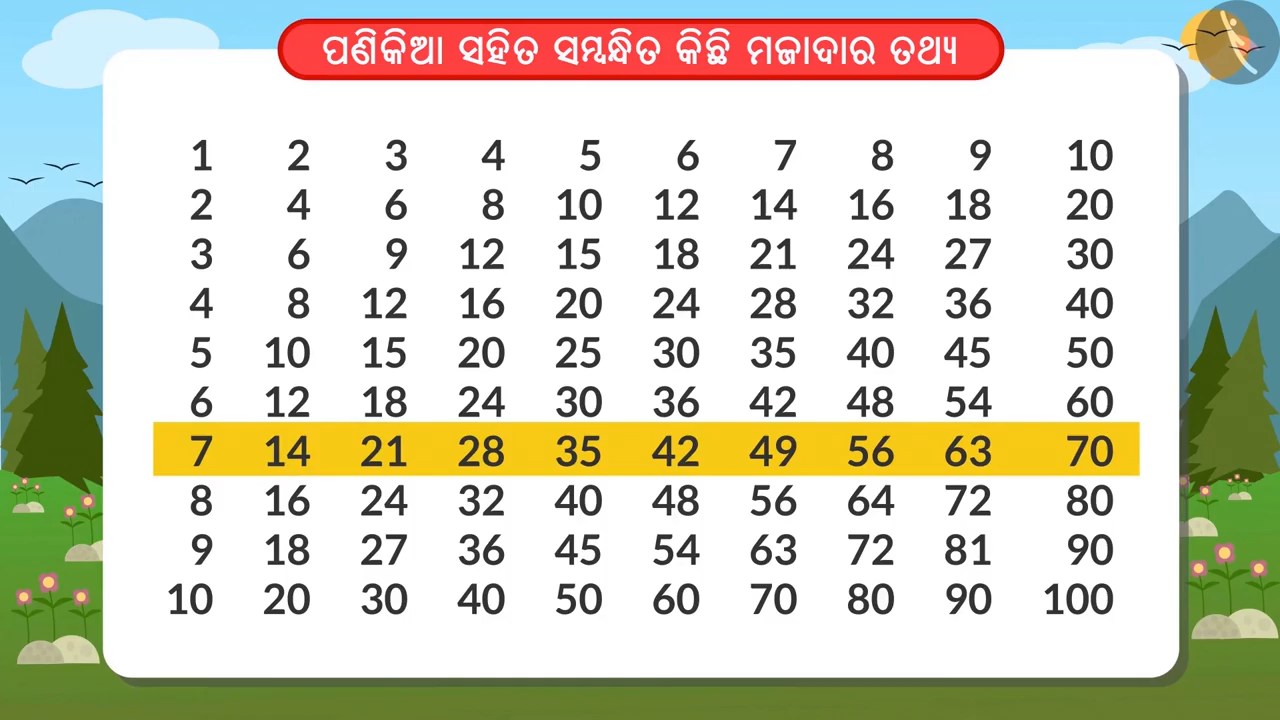 ପଣିକିଆ ସହିତ ସମ୍ବନ୍ଧିତ କିଛି ମଜାଦାର ତଥ୍ୟ
1 2 3 4 5 6 7 8 9 10
2 4 6 8 10 12 14 16 18 20
3 6 9 12 15 18 21 24 27 30
4 8 12 16 20 24 28 32 36 40
5 10 15 20 25 30 35 40 45 50
6 12 18 24 30 36 42 48 54 60
7 14 21 28 35 42 49 56 63 70
8 16 24 32 40 48 56 64 72 80
9 18 27 36 45 54 63 72 81 90
10 20 30 40 50 60 70 80 90 100